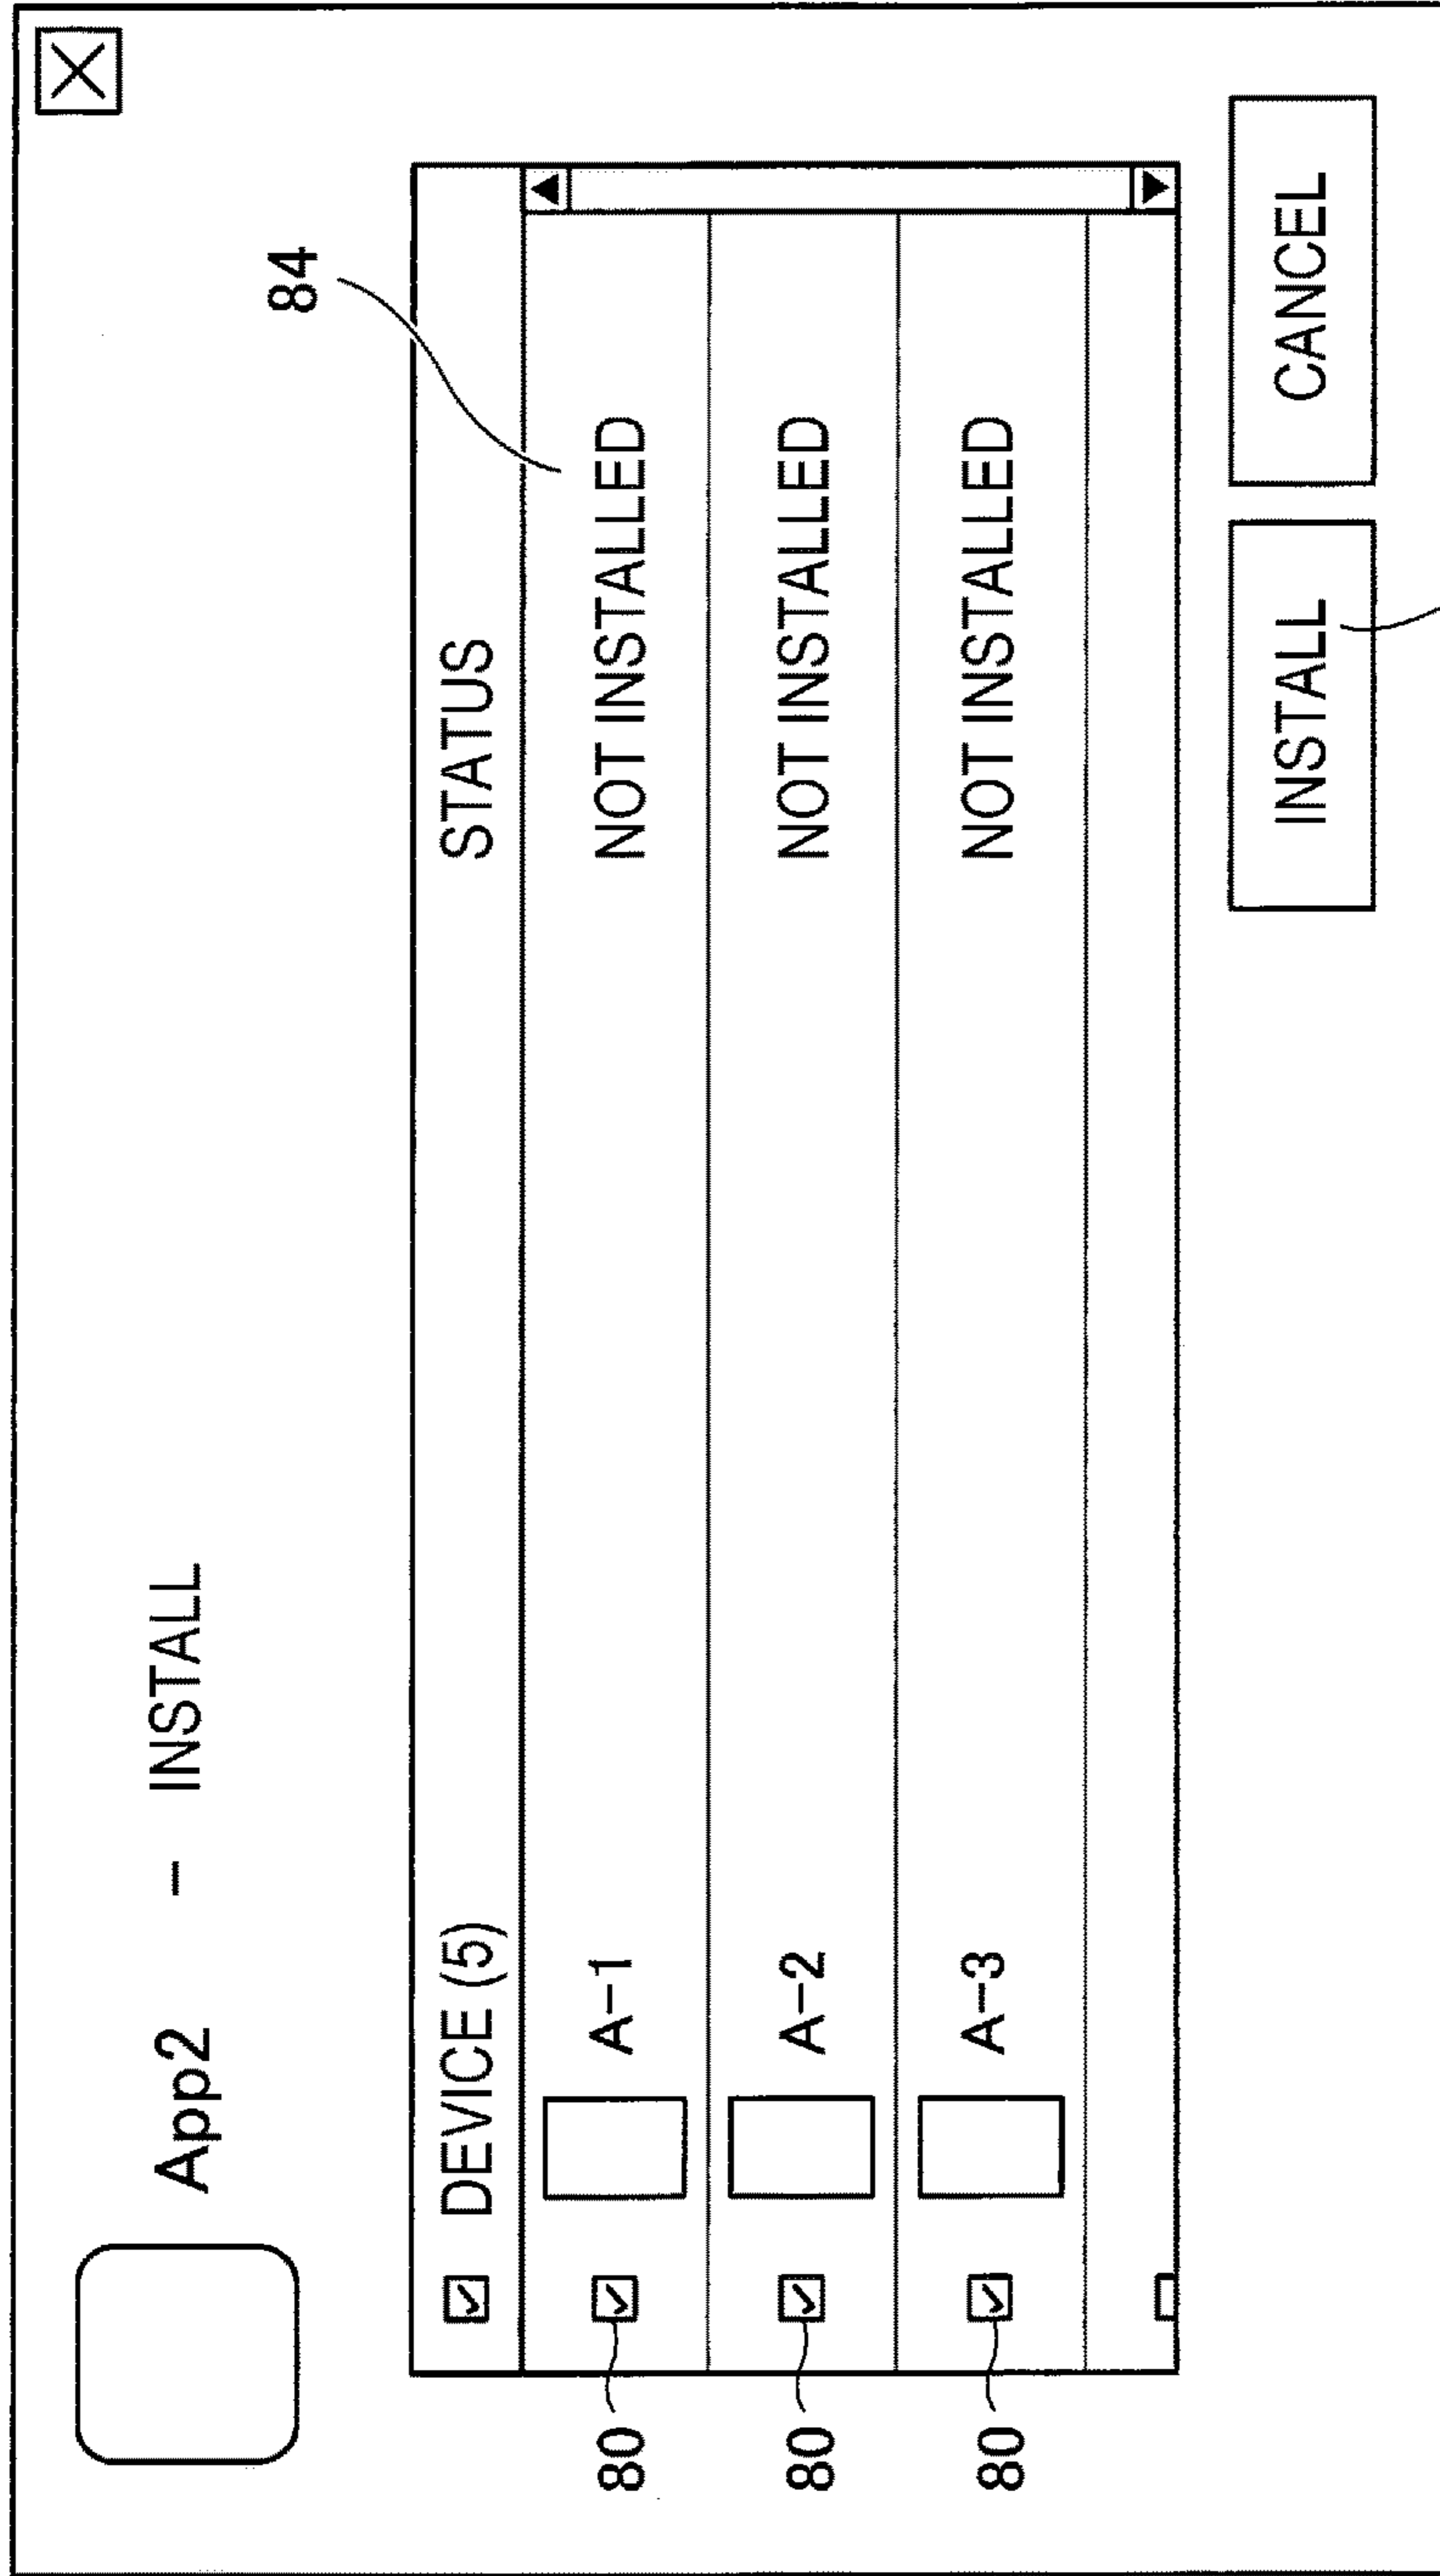 App2 – INSTALL
84
DEVICE (5) STATUS
80 A-1 NOT INSTALLED
80 A-2 NOT INSTALLED
80 A-3 NOT INSTALLED
INSTALL CANCEL